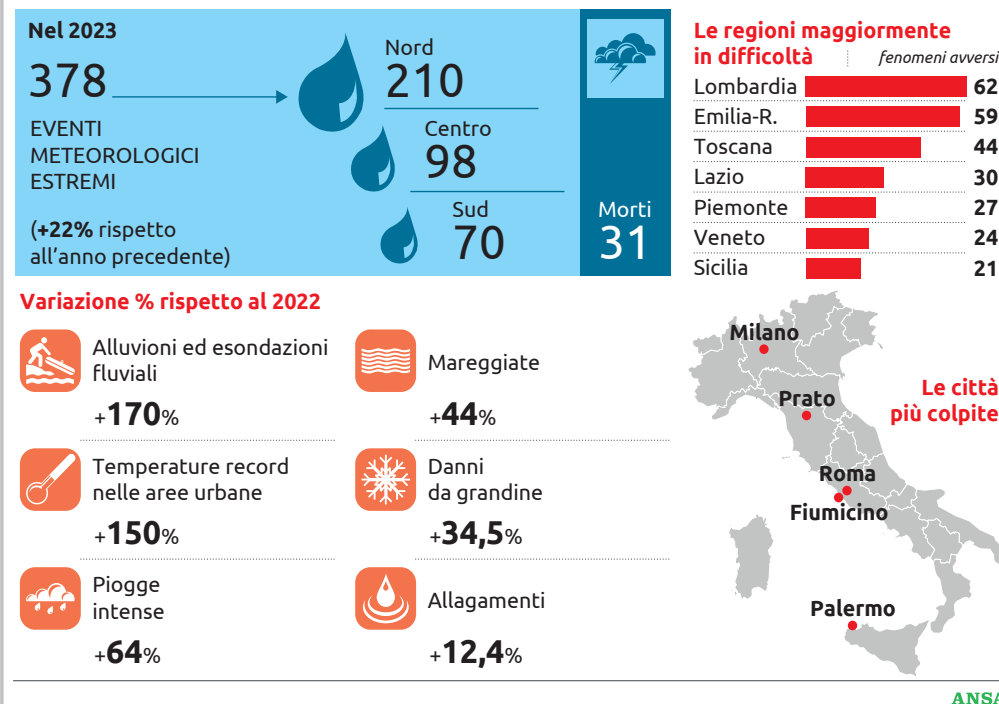 Nel 2023
378
EVENTI
METEOROLOGICI
ESTREMI
(+22% rispetto
all'anno precedente)
Nord
210
Centro
98
Sud
70
Morti
31
Le regioni maggiormente
in difficoltà
fenomeni avversi
Lombardia 62
Emilia-R. 59
Toscana 44
Lazio 30
Piemonte 27
Veneto 24
Sicilia 21
Variazione % rispetto al 2022
Alluvioni ed esondazioni
fluviali
+170%
Temperature record
nelle aree urbane
+150%
Piogge
intense
+64%
Mareggiate
+44%
Danni
da grandine
+34,5%
Allagamenti
+12,4%
Le città
più colpite
Milano
Prato
Roma
Fiumicino
Palermo
ANSA